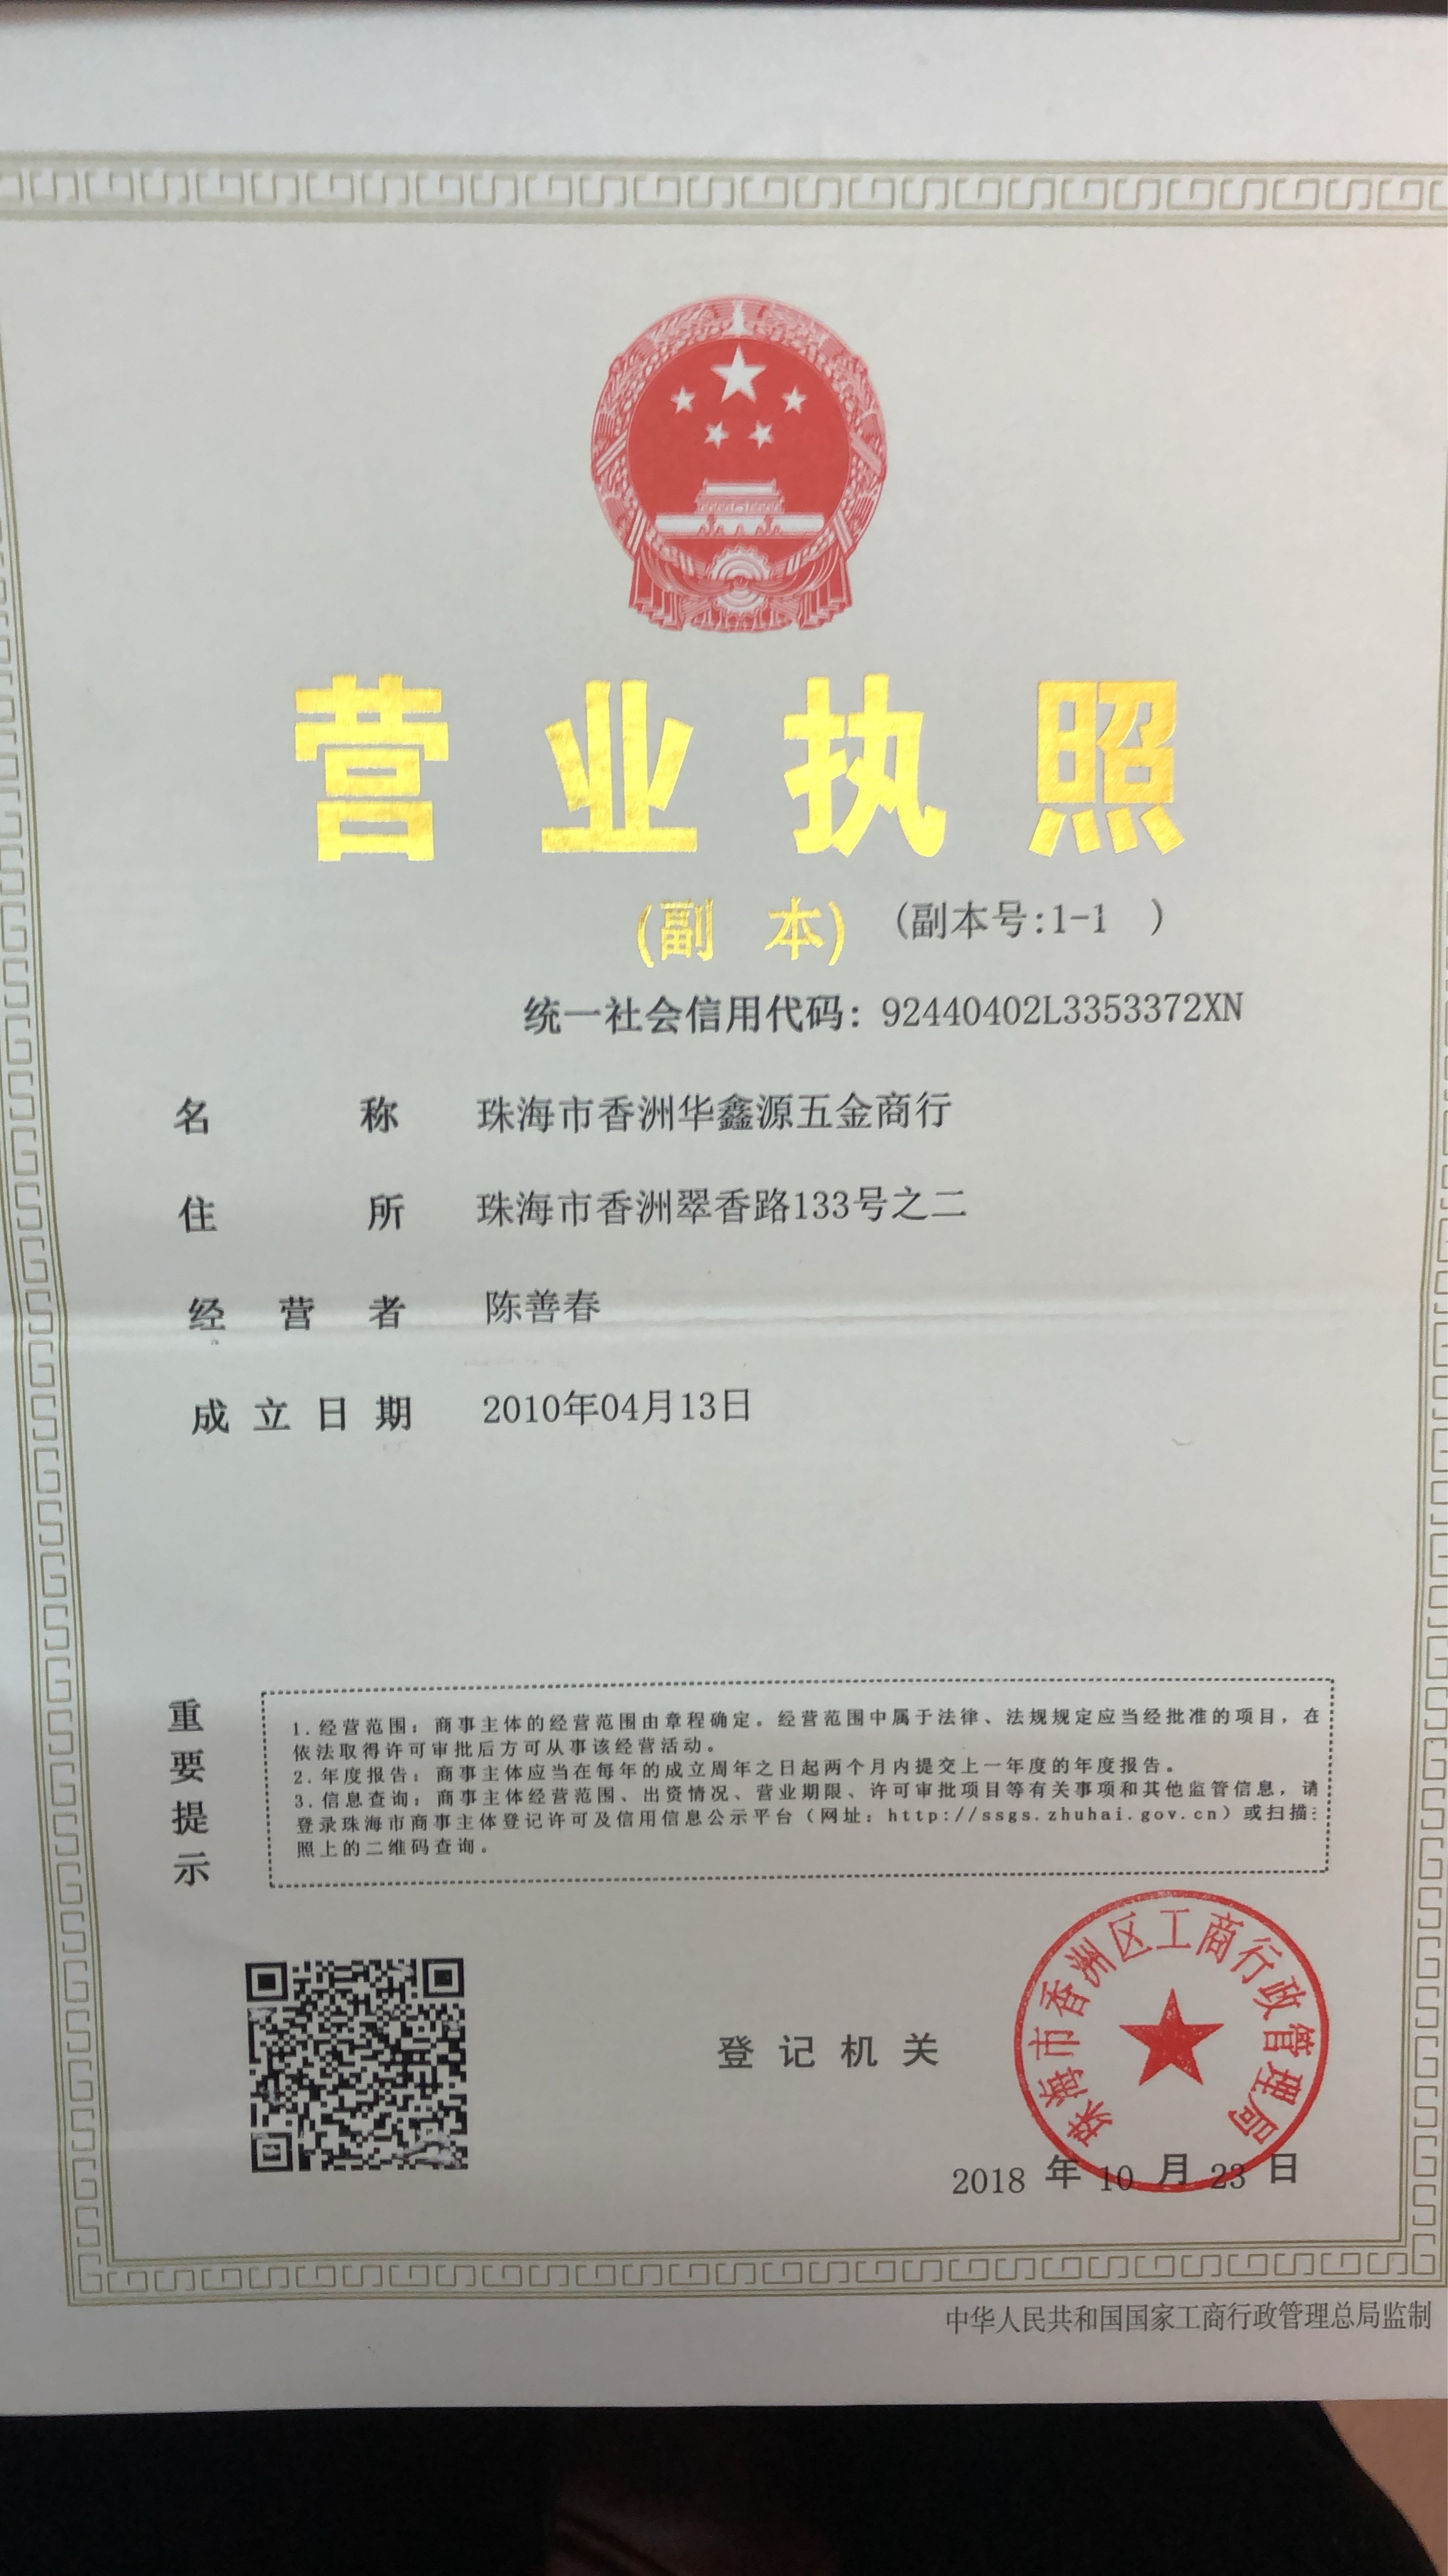 营业执照
(副 本) (副本号:1-1 )
统一社会信用代码: 92440402L3353372XN
名称 珠海市香洲华鑫源五金商行
住所 珠海市香洲翠香路133号之二
经营者 陈善春
成立日期 2010年04月13日
重要提示
1.经营范围：商事主体的经营范围由章程确定。经营范围中属于法律、法规规定应当经批准的项目，在
依法取得许可审批后方可从事该经营活动。
2.年度报告：商事主体应当在每年的成立周年之日起两个月内提交上一年度的年度报告。
3.信息查询：商事主体经营范围、出资情况、营业期限、许可审批项目等有关事项和其他监管信息，请
登录珠海市商事主体登记许可及信用信息公示平台（网址：http://ssgs.zhuhai.gov.cn）或扫描
照上的二维码查询。
登记机关
珠海市香洲区工商行政管理局
2018 年 10 月 23 日
中华人民共和国国家工商行政管理总局监制